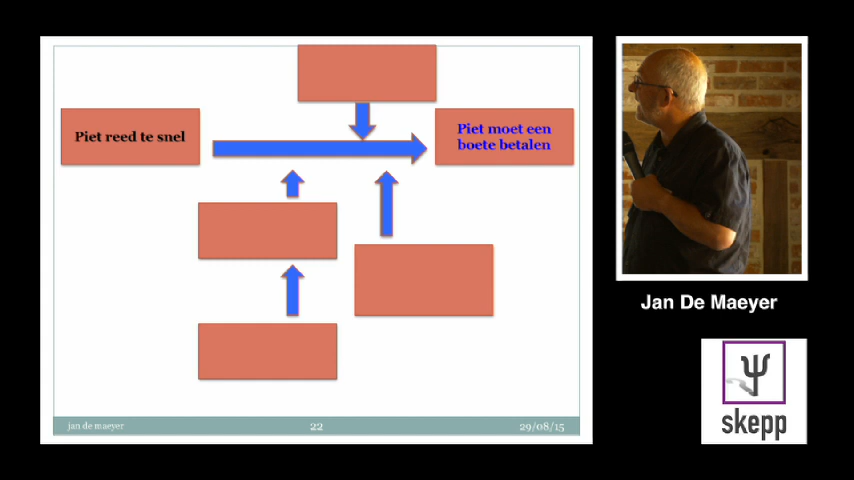 Piet reed te snel
Piet moet een
boete betalen
jan de maeyer
22
29/08/15
Jan De Maeyer
skepp